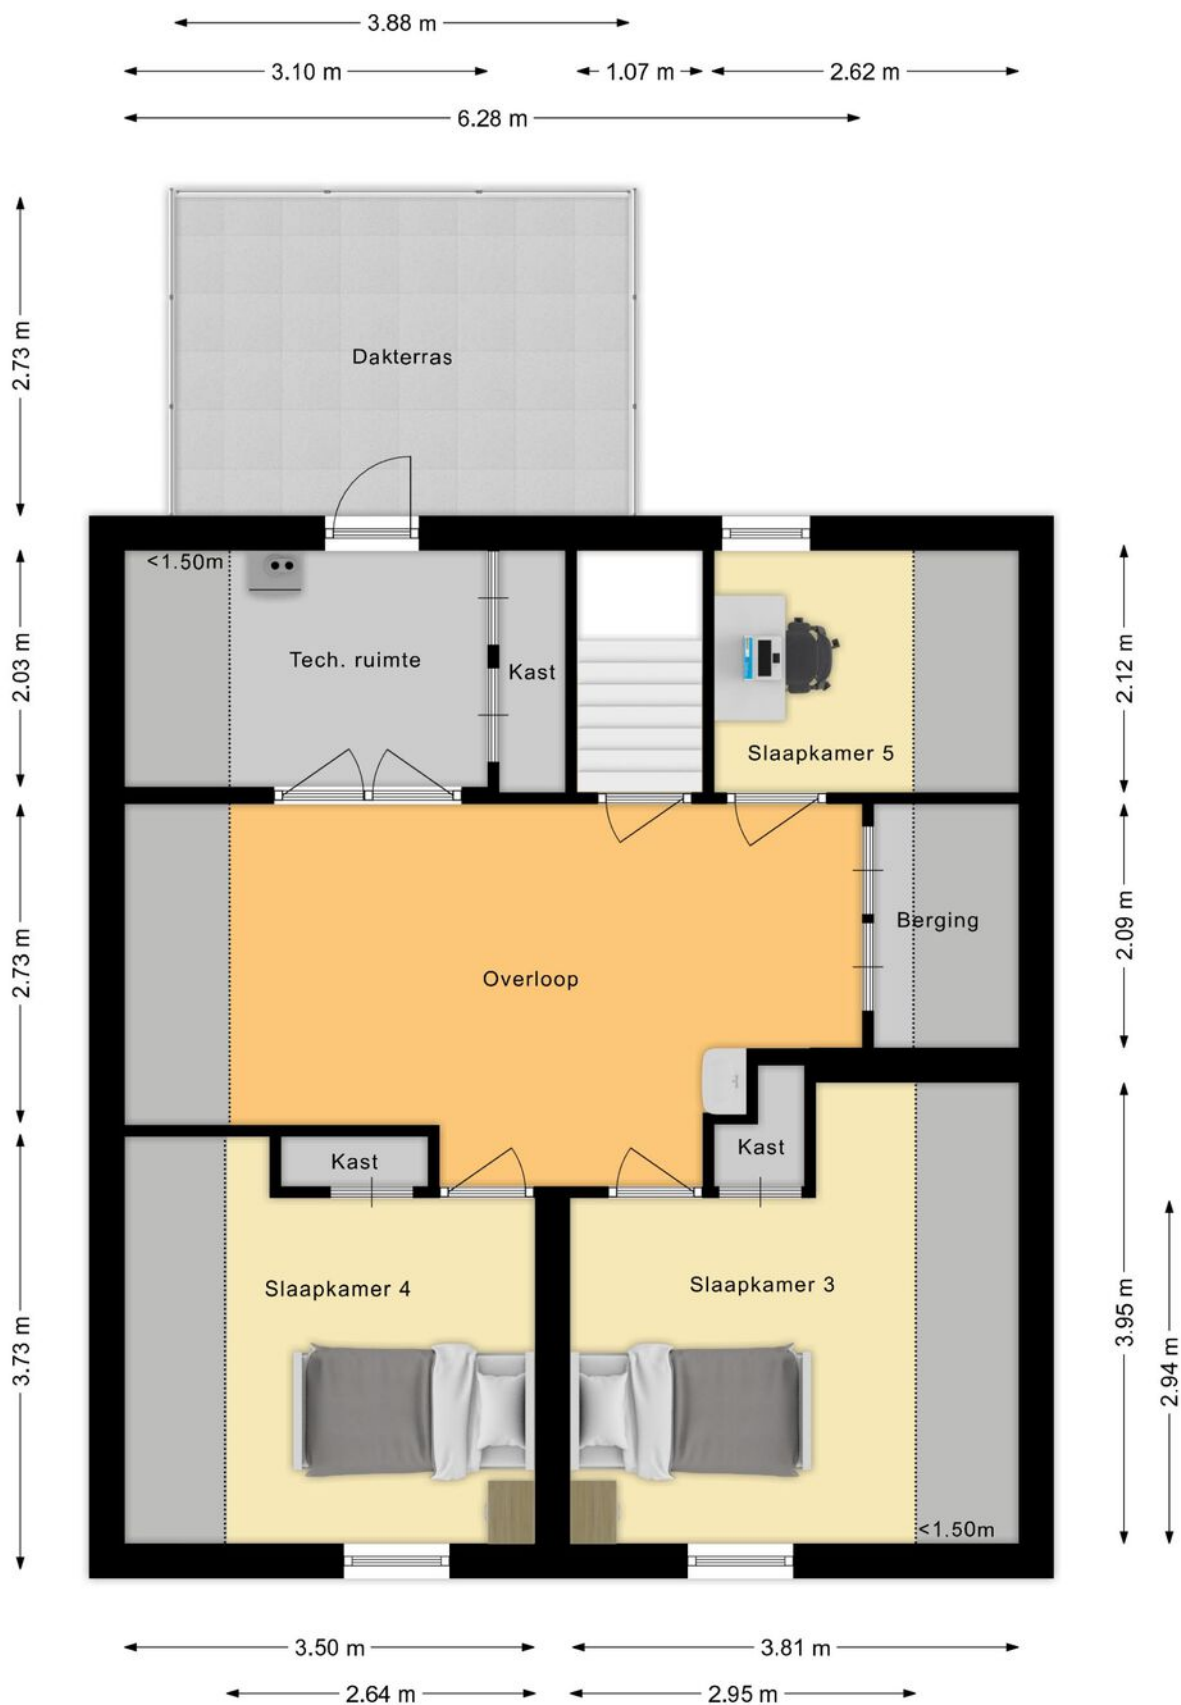 3.88 m
3.10 m
1.07 m
2.62 m
6.28 m
2.73 m
Dakterras
<1.50m
2.03 m
Tech. ruimte
Kast
2.12 m
Slaapkamer 5
2.73 m
Overloop
Berging
2.09 m
Kast
Kast
Slaapkamer 4
Slaapkamer 3
3.73 m
3.95 m
2.94 m
<1.50m
3.50 m
3.81 m
2.64 m
2.95 m